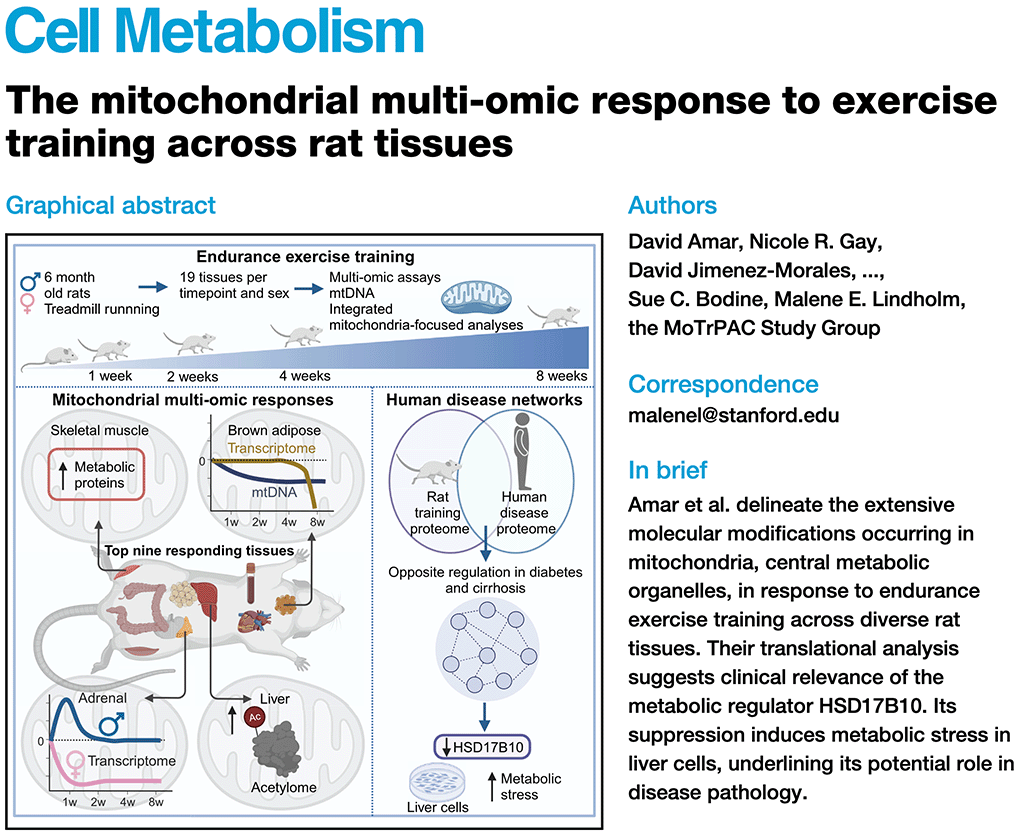 Cell Metabolism
The mitochondrial multi-omic response to exercise
training across rat tissues
Graphical abstract
Endurance exercise training
6 month
old rats
Treadmill runnning
19 tissues per
timepoint and sex
Multi-omic assays
mtDNA
Integrated
mitochondria-focused analyses
1 week
2 weeks
4 weeks
8 weeks
Mitochondrial multi-omic responses
Skeletal muscle
Metabolic
proteins
Brown adipose
Transcriptome
0
mtDNA
1w 2w 4w 8w
Top nine responding tissues
Adrenal
0
Transcriptome
1w 2w 4w 8w
Liver
Ac
Acetylome
Human disease networks
Rat
training
proteome
Human
disease
proteome
Opposite regulation in diabetes
and cirrhosis
HSD17B10
Liver cells
Metabolic
stress
Authors
David Amar, Nicole R. Gay,
David Jimenez-Morales, ...,
Sue C. Bodine, Malene E. Lindholm,
the MoTrPAC Study Group
Correspondence
malenel@stanford.edu
In brief
Amar et al. delineate the extensive
molecular modifications occurring in
mitochondria, central metabolic
organelles, in response to endurance
exercise training across diverse rat
tissues. Their translational analysis
suggests clinical relevance of the
metabolic regulator HSD17B10. Its
suppression induces metabolic stress in
liver cells, underlining its potential role in
disease pathology.